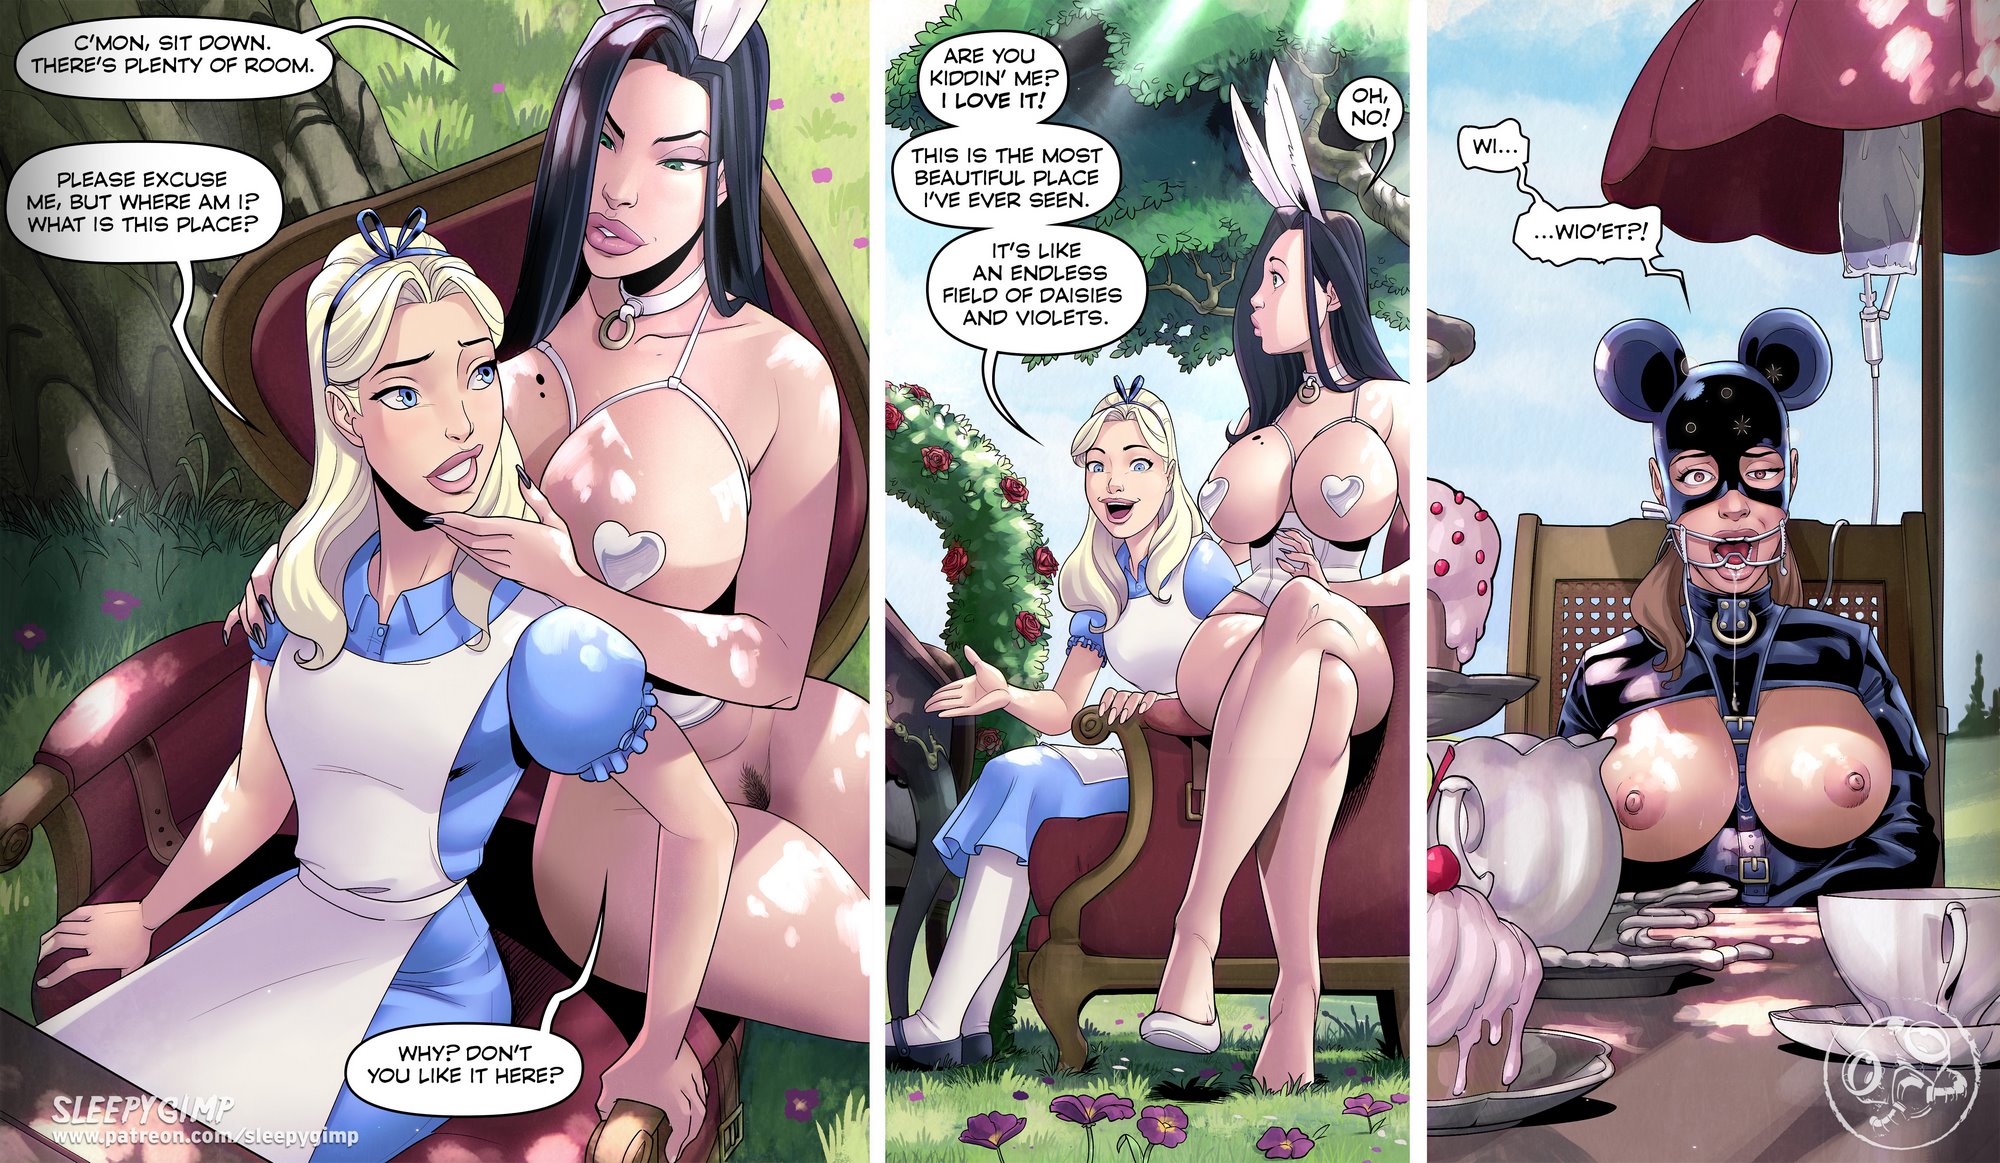 C'MON, SIT DOWN.
THERE'S PLENTY OF ROOM.
PLEASE EXCUSE
ME, BUT WHERE AM I?
WHAT IS THIS PLACE?
WHY? DON'T
YOU LIKE IT HERE?
SLEEPYGIMP
www.patreon.com/sleepygimp
ARE YOU
KIDDIN' ME?
I LOVE IT!
THIS IS THE MOST
BEAUTIFUL PLACE
I'VE EVER SEEN.
IT'S LIKE
AN ENDLESS
FIELD OF DAISIES
AND VIOLETS.
OH,
NO!
WI...
...WIO'ET?!